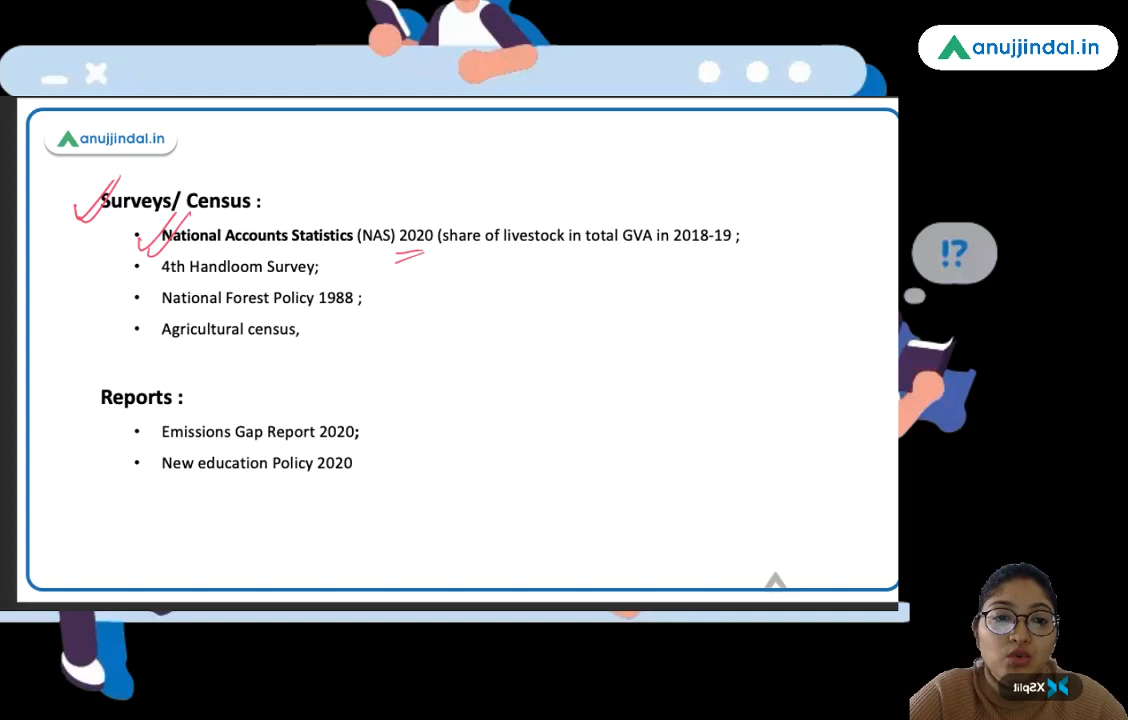 anujjindal.in
anujjindal.in
Surveys/ Census :
• National Accounts Statistics (NAS) 2020 (share of livestock in total GVA in 2018-19 ;
• 4th Handloom Survey;
• National Forest Policy 1988 ;
!?
• Agricultural census,
Reports :
• Emissions Gap Report 2020;
• New education Policy 2020
XSplit